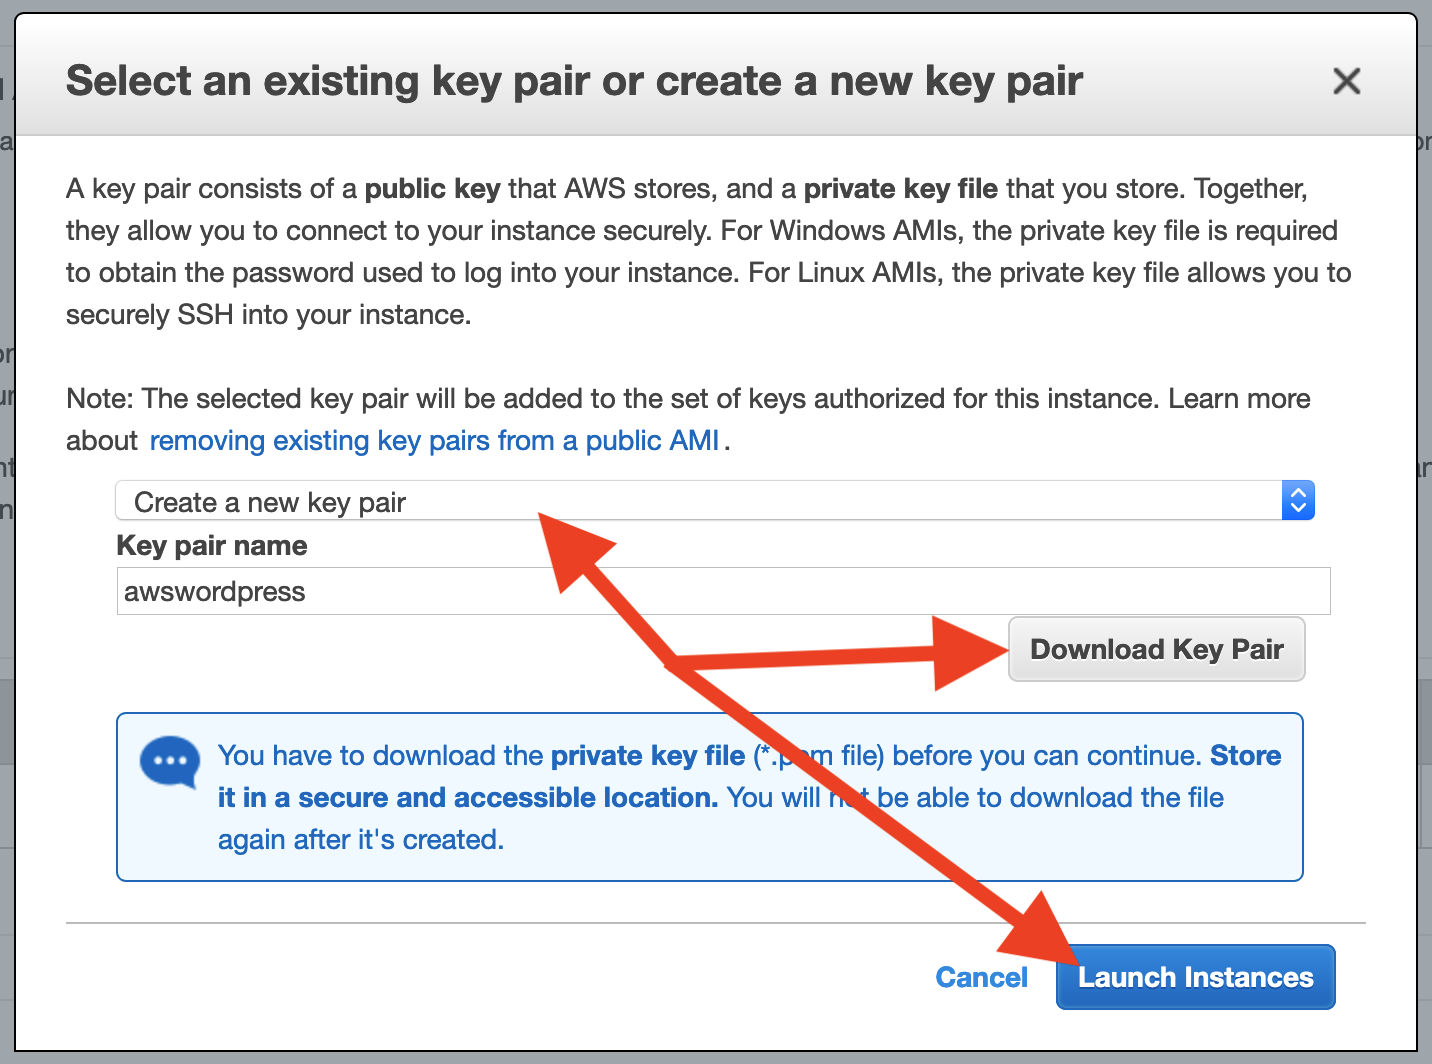 Select an existing key pair or create a new key pair
A key pair consists of a public key that AWS stores, and a private key file that you store. Together,
they allow you to connect to your instance securely. For Windows AMIs, the private key file is required
to obtain the password used to log into your instance. For Linux AMIs, the private key file allows you to
securely SSH into your instance.
Note: The selected key pair will be added to the set of keys authorized for this instance. Learn more
about removing existing key pairs from a public AMI .
Create a new key pair
Key pair name
awswordpress
Download Key Pair
You have to download the private key file (*.pem file) before you can continue. Store
it in a secure and accessible location. You will not be able to download the file
again after it's created.
Cancel
Launch Instances